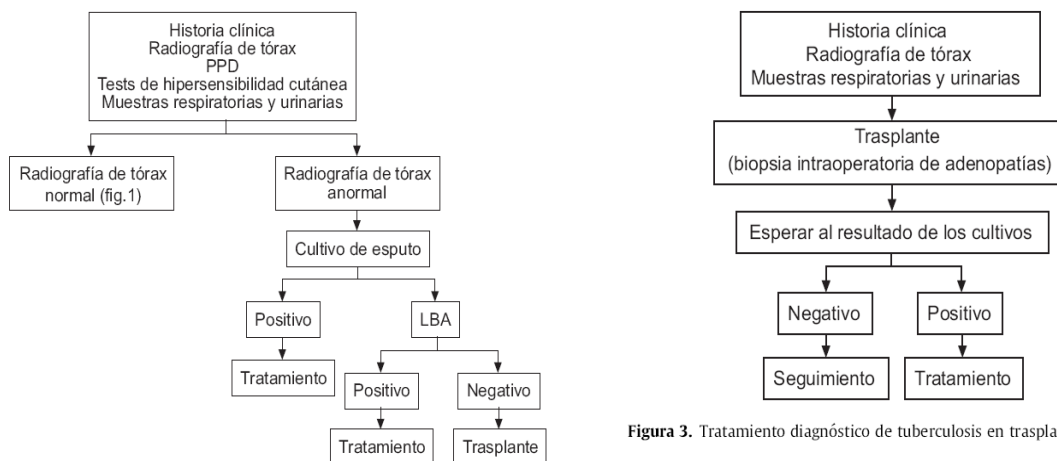 Historia clínica
Radiografía de tórax
PPD
Tests de hipersensibilidad cutánea
Muestras respiratorias y urinarias
Radiografía de tórax
normal (fig.1)
Radiografía de tórax
anormal
Cultivo de esputo
Positivo
LBA
Tratamiento
Positivo
Negativo
Tratamiento
Trasplante
Historia clínica
Radiografía de tórax
Muestras respiratorias y urinarias
Trasplante
(biopsia intraoperatoria de adenopatías)
Esperar al resultado de los cultivos
Negativo
Positivo
Seguimiento
Tratamiento
Figura 3. Tratamiento diagnóstico de tuberculosis en traspla